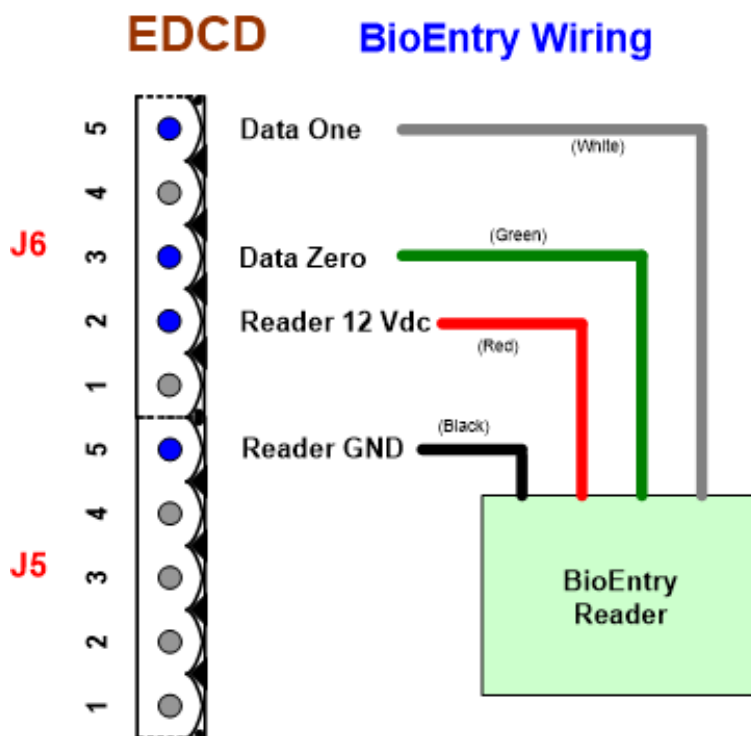 EDCD BioEntry Wiring
5 Data One (White)
4
J6
3 Data Zero (Green)
2 Reader 12 Vdc (Red)
1
5 Reader GND (Black)
4
J5
3
2
1
BioEntry
Reader